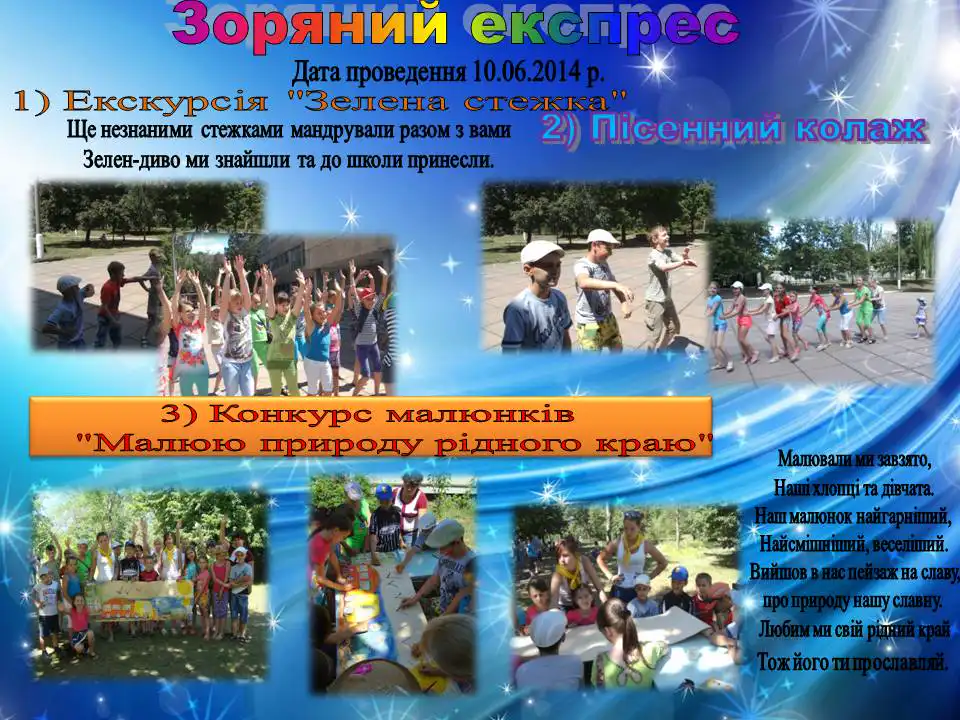 Зоряний експрес
Дата проведення 10.06.2014 р.
1) Екскурсія "Зелена стежка"
Ще незнаними стежками мандрували разом з вами
Зелен-диво ми знайшли та до школи принесли.
2) Пісенний колаж
3) Конкурс малюнків
"Малюю природу рідного краю"
Малювали ми завзято,
Наші хлопці та дівчата.
Наш малюнок найгарніший,
Найсмішніший, веселіший.
Вийшов в нас пейзаж на славу,
про природу нашу славну.
Любим ми свій рідний край
Тож його ти прославляй.